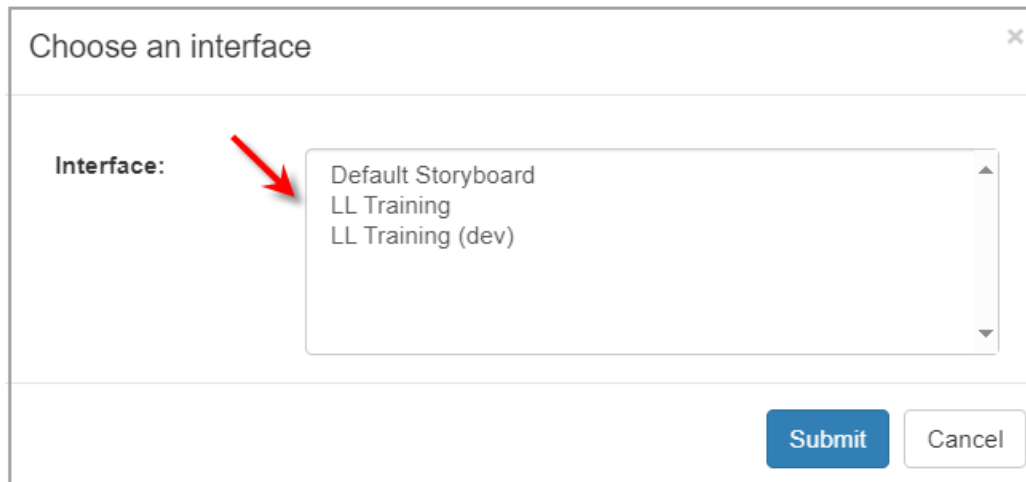 Choose an interface
×
Interface:
Default Storyboard
LL Training
LL Training (dev)
Submit
Cancel